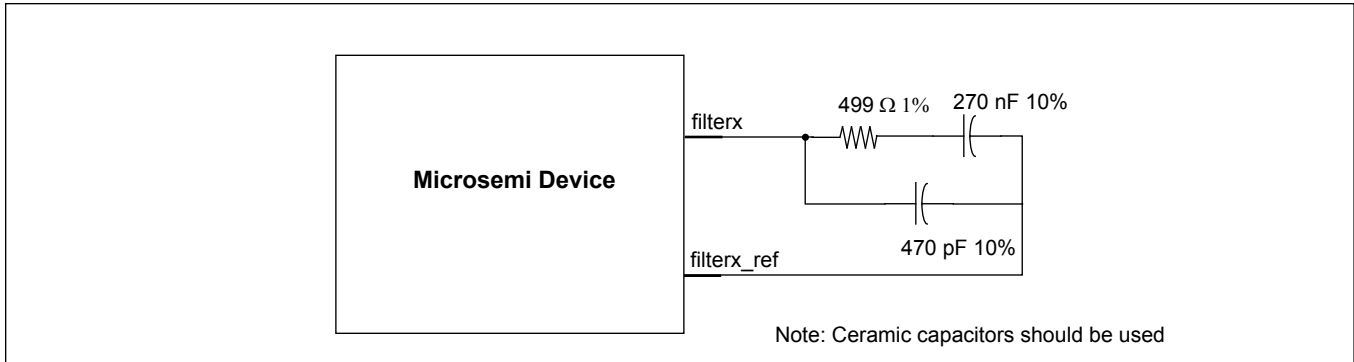 499 Ω 1%
270 nF 10%
filterx
Microsemi Device
470 pF 10%
filterx_ref
Note: Ceramic capacitors should be used